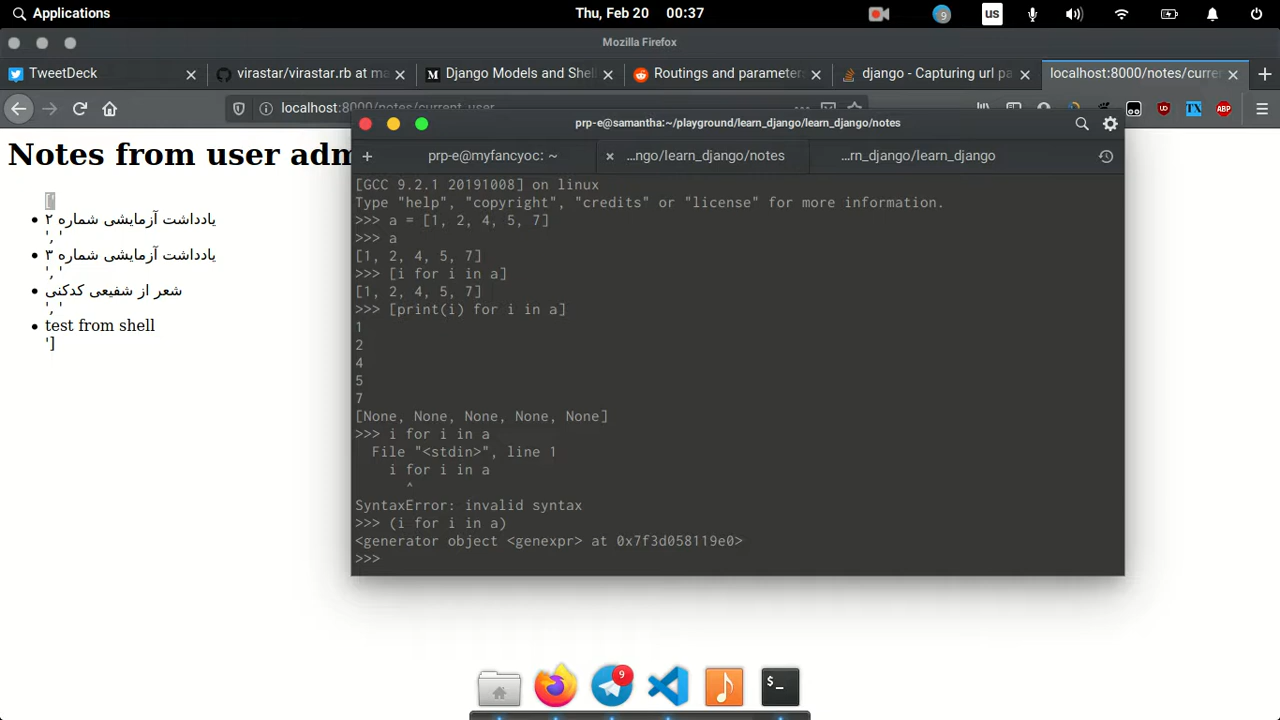 Applications
Thu, Feb 20 00:37
9
us
Mozilla Firefox
TweetDeck
virastar/virastar.rb at ma
Django Models and Shel
Routings and parameter
django - Capturing url pa
localhost:8000/notes/curre
localhost:8000/notes/current_user
Notes from user adm
['
یادداشت آزمایشی شماره ۲
', '
یادداشت آزمایشی شماره ۳
', '
شعر از شفیعی کدکنی
', '
test from shell
']
prp-e@samantha:~/playground/learn_django/learn_django/notes
prp-e@myfancyoc: ~
...ngo/learn_django/notes
...rn_django/learn_django
[GCC 9.2.1 20191008] on linux
Type "help", "copyright", "credits" or "license" for more information.
>>> a = [1, 2, 4, 5, 7]
>>> a
[1, 2, 4, 5, 7]
>>> [i for i in a]
[1, 2, 4, 5, 7]
>>> [print(i) for i in a]
1
2
4
5
7
[None, None, None, None, None]
>>> i for i in a
File "<stdin>", line 1
i for i in a
^
SyntaxError: invalid syntax
>>> (i for i in a)
<generator object <genexpr> at 0x7f3d058119e0>
>>>
9
$_